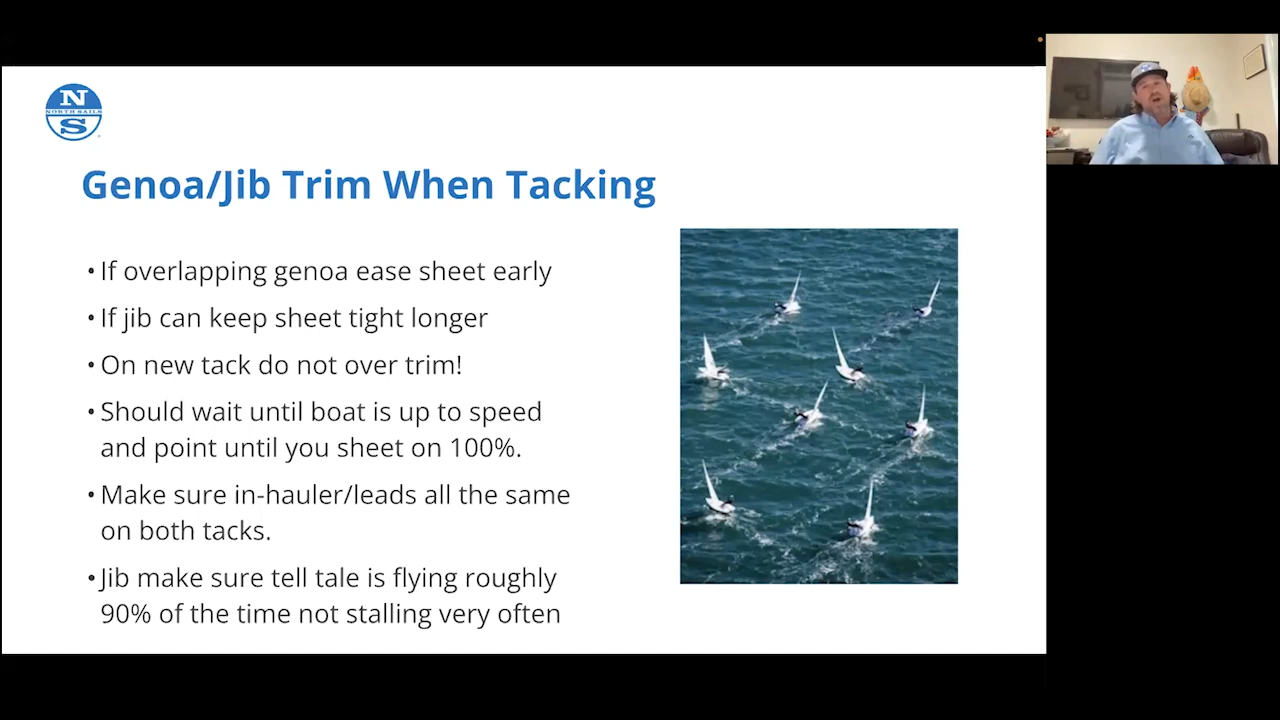 N
NORTH SAILS
S
Genoa/Jib Trim When Tacking
• If overlapping genoa ease sheet early
• If jib can keep sheet tight longer
• On new tack do not over trim!
• Should wait until boat is up to speed
and point until you sheet on 100%.
• Make sure in-hauler/leads all the same
on both tacks.
• Jib make sure tell tale is flying roughly
90% of the time not stalling very often